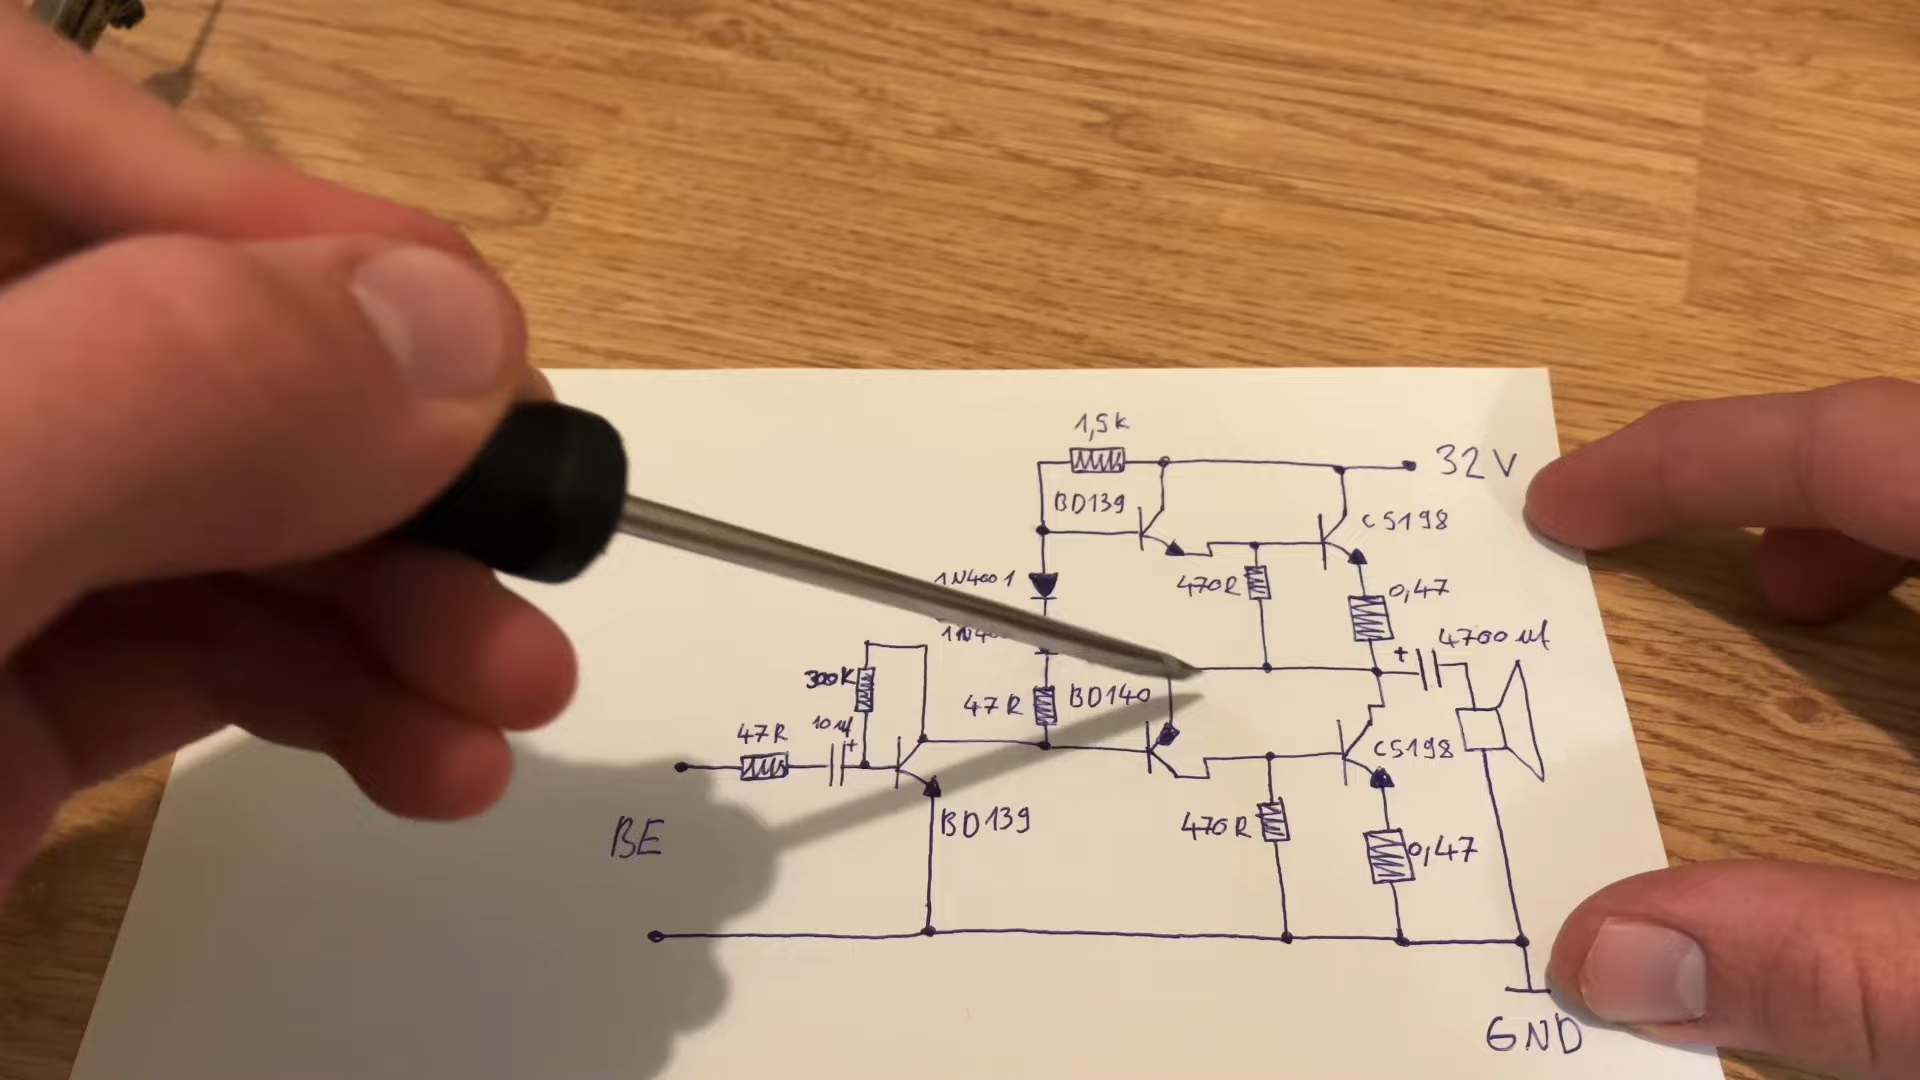 1,5k
32V
BD139
C5198
1N4001
470R
0,47
4700uf
+
300K
47R
BD140
10uf
47R
+
C5198
BE
BD139
470R
0,47
GND